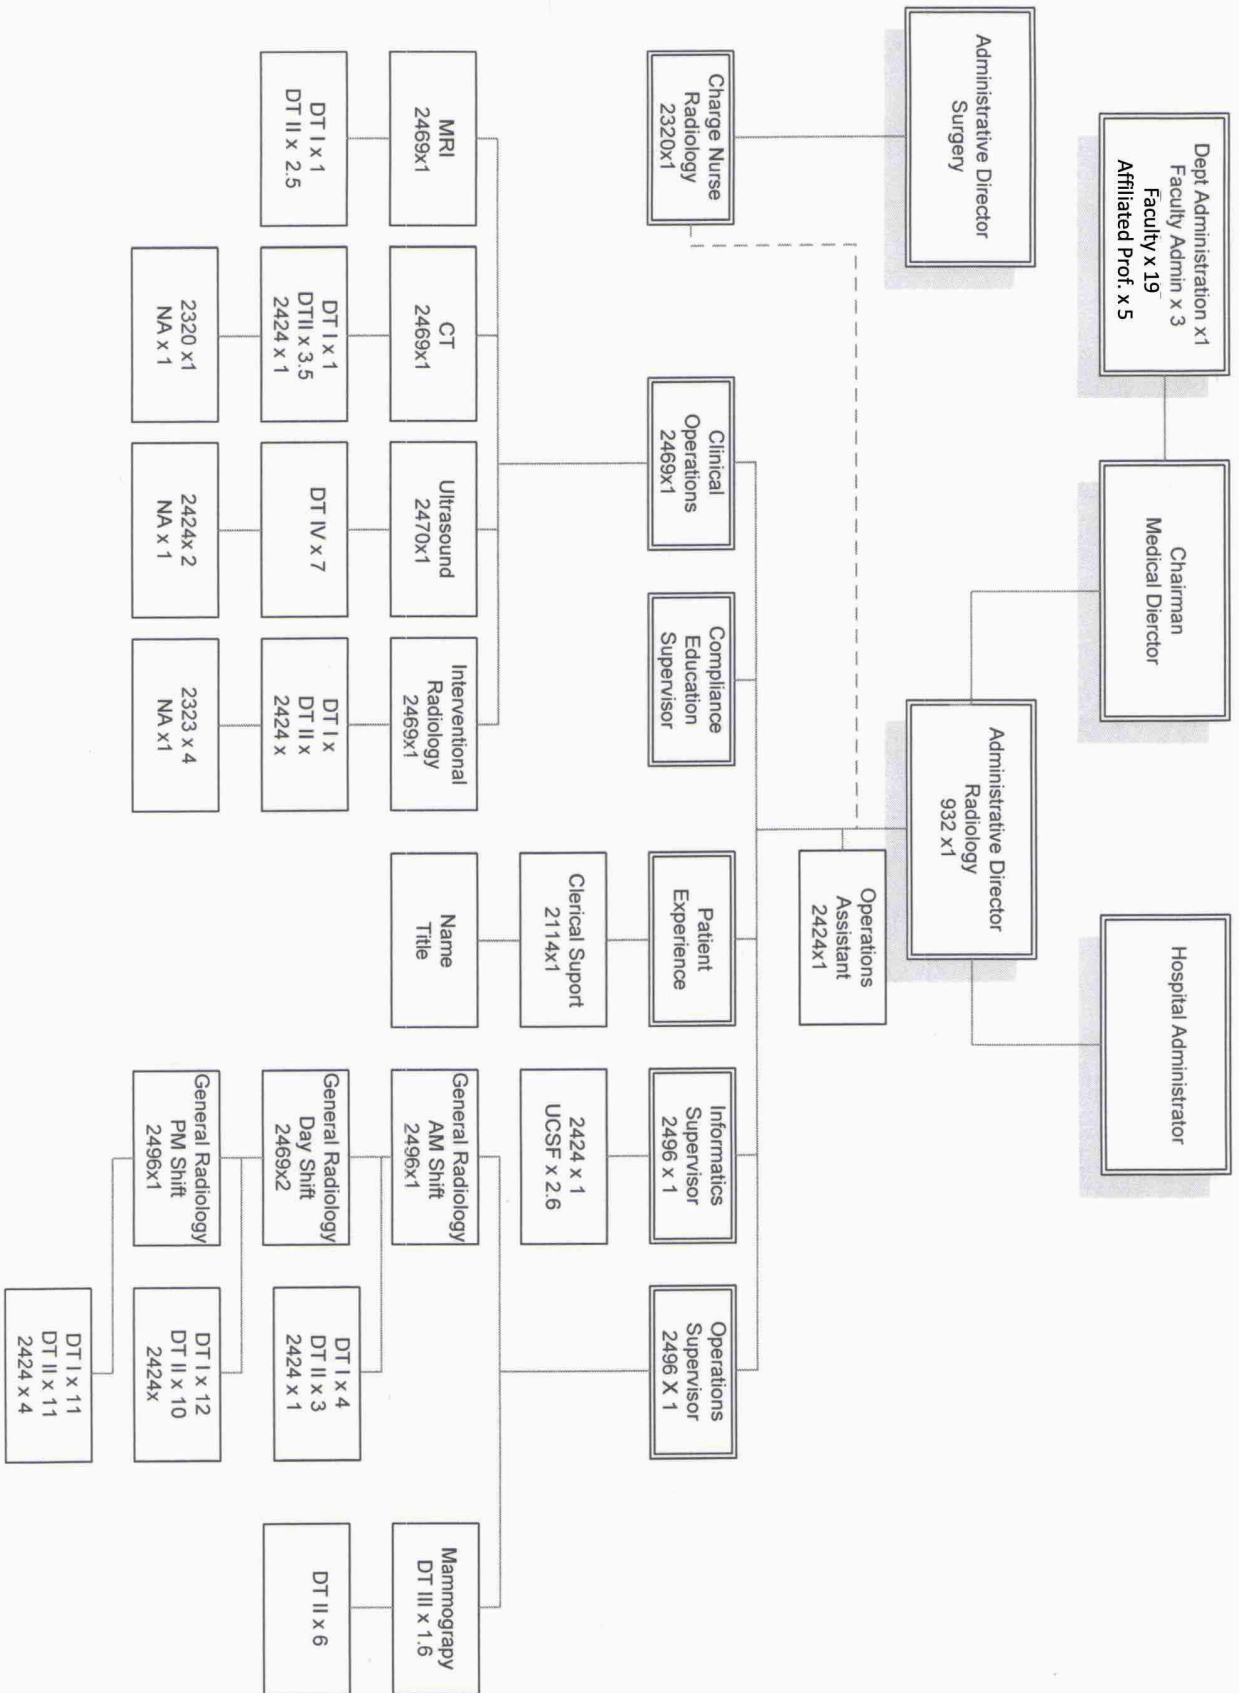 Dept Administration x1
Faculty Admin x 3
Faculty x 19
Affiliated Prof. x 5
Chairman
Medical Dierctor
Hospital Administrator
Administrative Director
Surgery
Administrative Director
Radiology
932 x1
Operations
Assistant
2424x1
Charge Nurse
Radiology
2320x1
Clinical
Operations
2469x1
Compliance
Education
Supervisor
Patient
Experience
Informatics
Supervisor
2496 x 1
Operations
Supervisor
2496 X 1
Clerical Suport
2114x1
2424 x 1
UCSF x 2.6
MRI
2469x1
CT
2469x1
Ultrasound
2470x1
Interventional
Radiology
2469x1
Name
Title
General Radiology
AM Shift
2496x1
Mammograpy
DT III x 1.6
DT I x 1
DT II x 2.5
DT I x 1
DTII x 3.5
2424 x 1
DT IV x 7
DT I x
DT II x
2424 x
General Radiology
Day Shift
2469x2
DT I x 4
DT II x 3
2424 x 1
DT II x 6
2320 x1
NA x 1
2424x 2
NA x 1
2323 x 4
NA x1
General Radiology
PM Shift
2496x1
DT I x 12
DT II x 10
2424x
DT I x 11
DT II x 11
2424 x 4